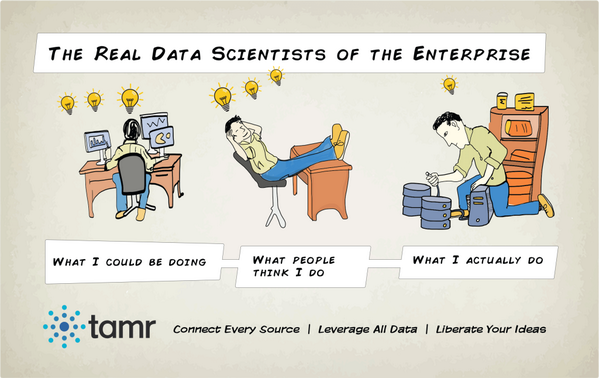 The Real Data Scientists of the Enterprise
What I could be doing
What people
think I do
What I actually do
tamr
Connect Every Source | Leverage All Data | Liberate Your Ideas